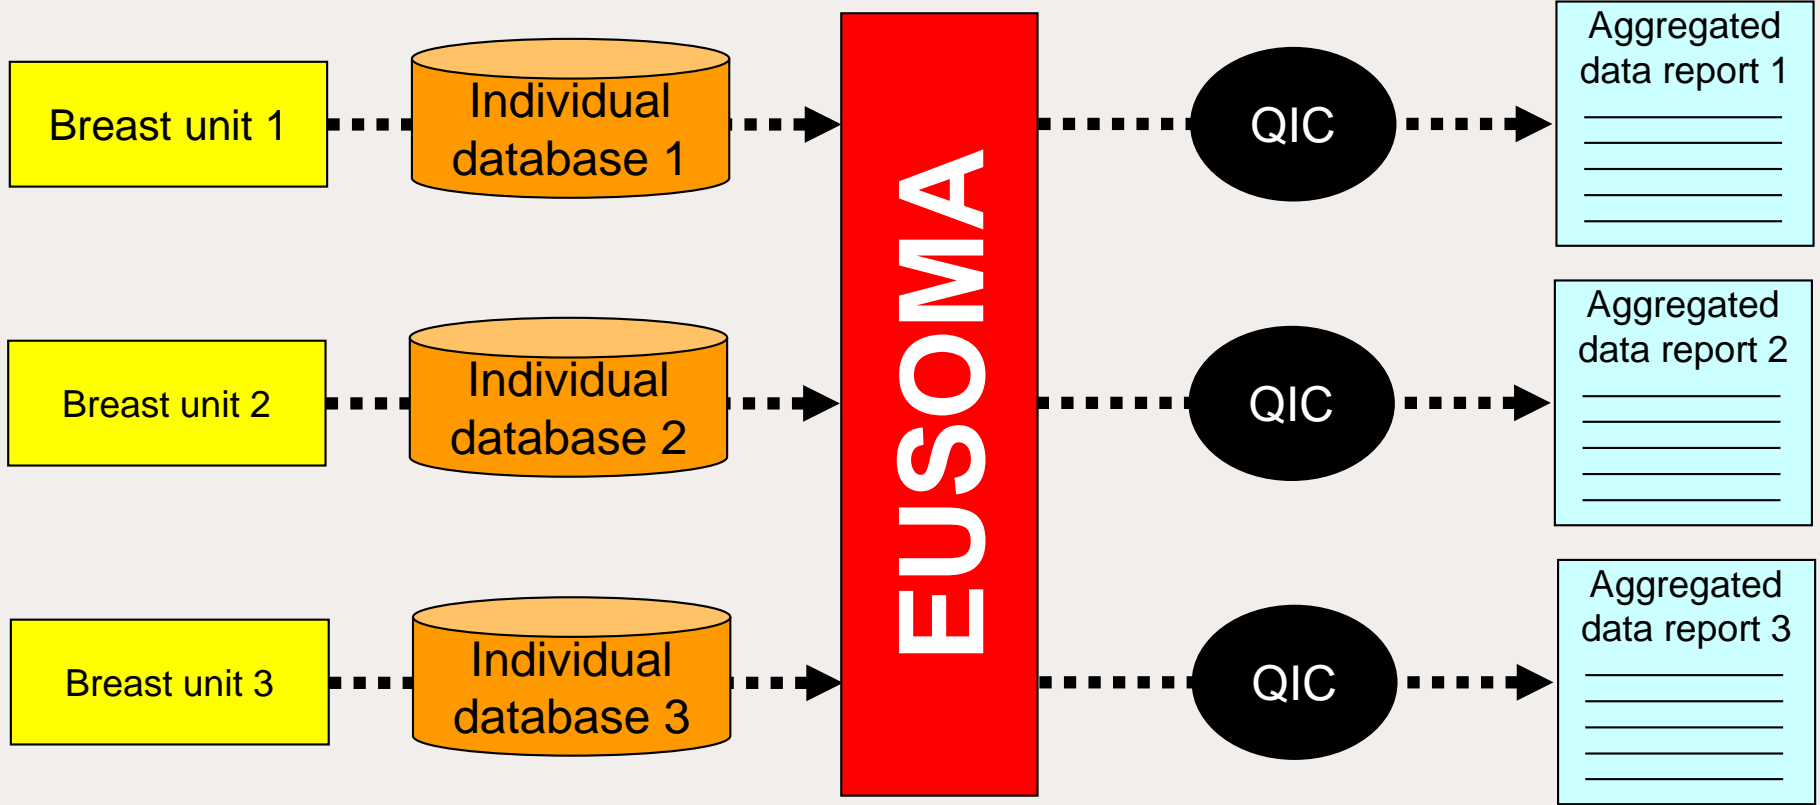 Breast unit 1
Individual
database 1
EUSOMA
QIC
Aggregated
data report 1
Breast unit 2
Individual
database 2
QIC
Aggregated
data report 2
Breast unit 3
Individual
database 3
QIC
Aggregated
data report 3